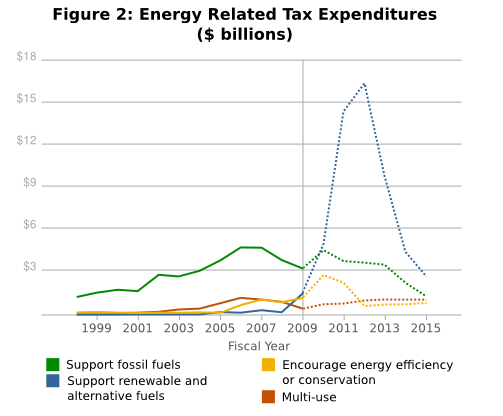 Figure 2: Energy Related Tax Expenditures
($ billions)
$18
$15
$12
$9
$6
$3
1999 2001 2003 2005 2007 2009 2011 2013 2015
Fiscal Year
Support fossil fuels
Support renewable and
alternative fuels
Encourage energy efficiency
or conservation
Multi-use